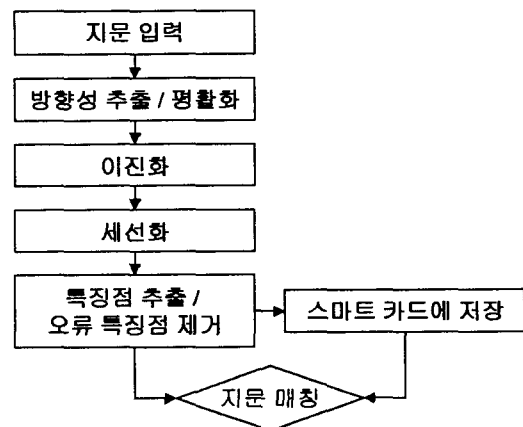 지문 입력
방향성 추출 / 평활화
이진화
세선화
특징점 추출 /
오류 특징점 제거
스마트 카드에 저장
지문 매칭